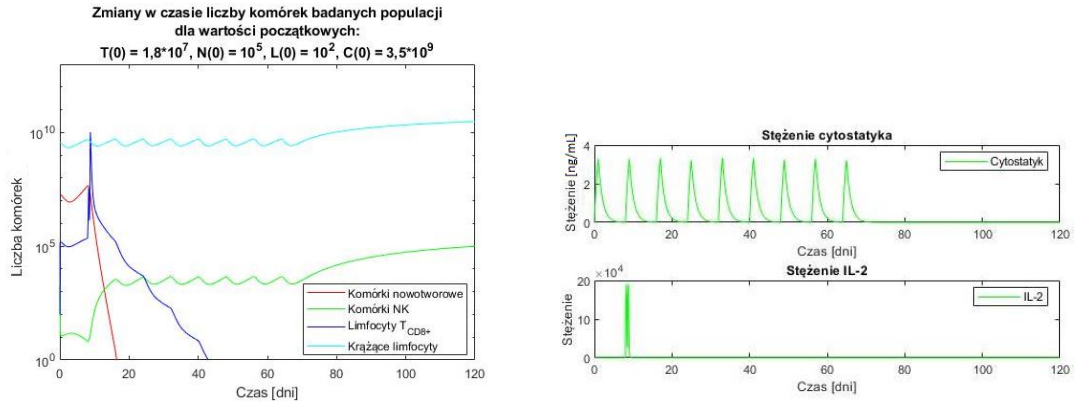 Zmiany w czasie liczby komórek badanych populacji
dla wartości początkowych:
T(0) = 1,8*10^7, N(0) = 10^5, L(0) = 10^2, C(0) = 3,5*10^9
Liczba komórek
10^10
10^5
10^0
0 20 40 60 80 100 120
Czas [dni]
Komórki nowotworowe
Komórki NK
Limfocyty T_CD8+
Krążące limfocyty
Stężenie cytostatyka
Stężenie [ng/mL]
4
2
0
0 20 40 60 80 100 120
Czas [dni]
Cytostatyk
Stężenie IL-2
×10^4
Stężenie
20
10
0
0 20 40 60 80 100 120
Czas [dni]
IL-2